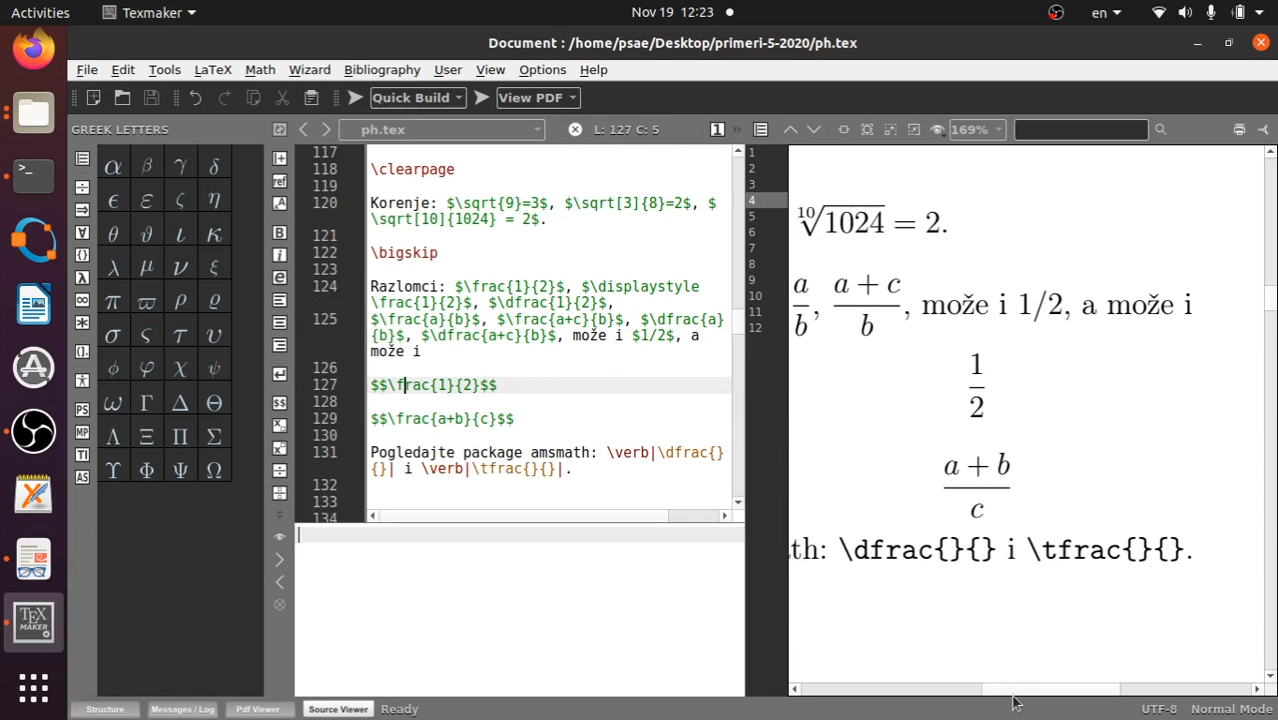 Activities Texmaker Nov 19 12:23 en
Document : /home/psae/Desktop/primeri-5-2020/ph.tex
File Edit Tools LaTeX Math Wizard Bibliography User View Options Help
Quick Build View PDF
GREEK LETTERS ph.tex L: 127 C: 5 1 » 169%
α β γ δ
ϵ ε ζ η
θ ϑ ι κ
λ μ ν ξ
π ϖ ρ ϱ
σ ς τ υ
ϕ φ χ ψ
ω Γ Δ Θ
Λ Ξ Π Σ
Υ Φ Ψ Ω
PS
MP
TI
AS
ref
117
118 \clearpage
119
120 Korenje: $\sqrt{9}=3$, $\sqrt[3]{8}=2$, $
\sqrt[10]{1024} = 2$.
121
122 \bigskip
123
124 Razlomci: $\frac{1}{2}$, $\displaystyle
\frac{1}{2}$, $\dfrac{1}{2}$,
125 $\frac{a}{b}$, $\frac{a+c}{b}$, $\dfrac{a}
{b}$, $\dfrac{a+c}{b}$, može i $1/2$, a
može i
126
127 $$\frac{1}{2}$$
128
129 $$\frac{a+b}{c}$$
130
131 Pogledajte package amsmath: \verb|\dfrac{}
{}| i \verb|\tfrac{}{}|.
132
133
134
1
2
3
4
5
6
7
8
9
10
11
12
10√1024 = 2.
a/b, a + c/b, može i 1/2, a može i
1
2
a + b
c
th: \dfrac{}{} i \tfrac{}{}.
Structure Messages / Log Pdf Viewer Source Viewer Ready UTF-8 Normal Mode